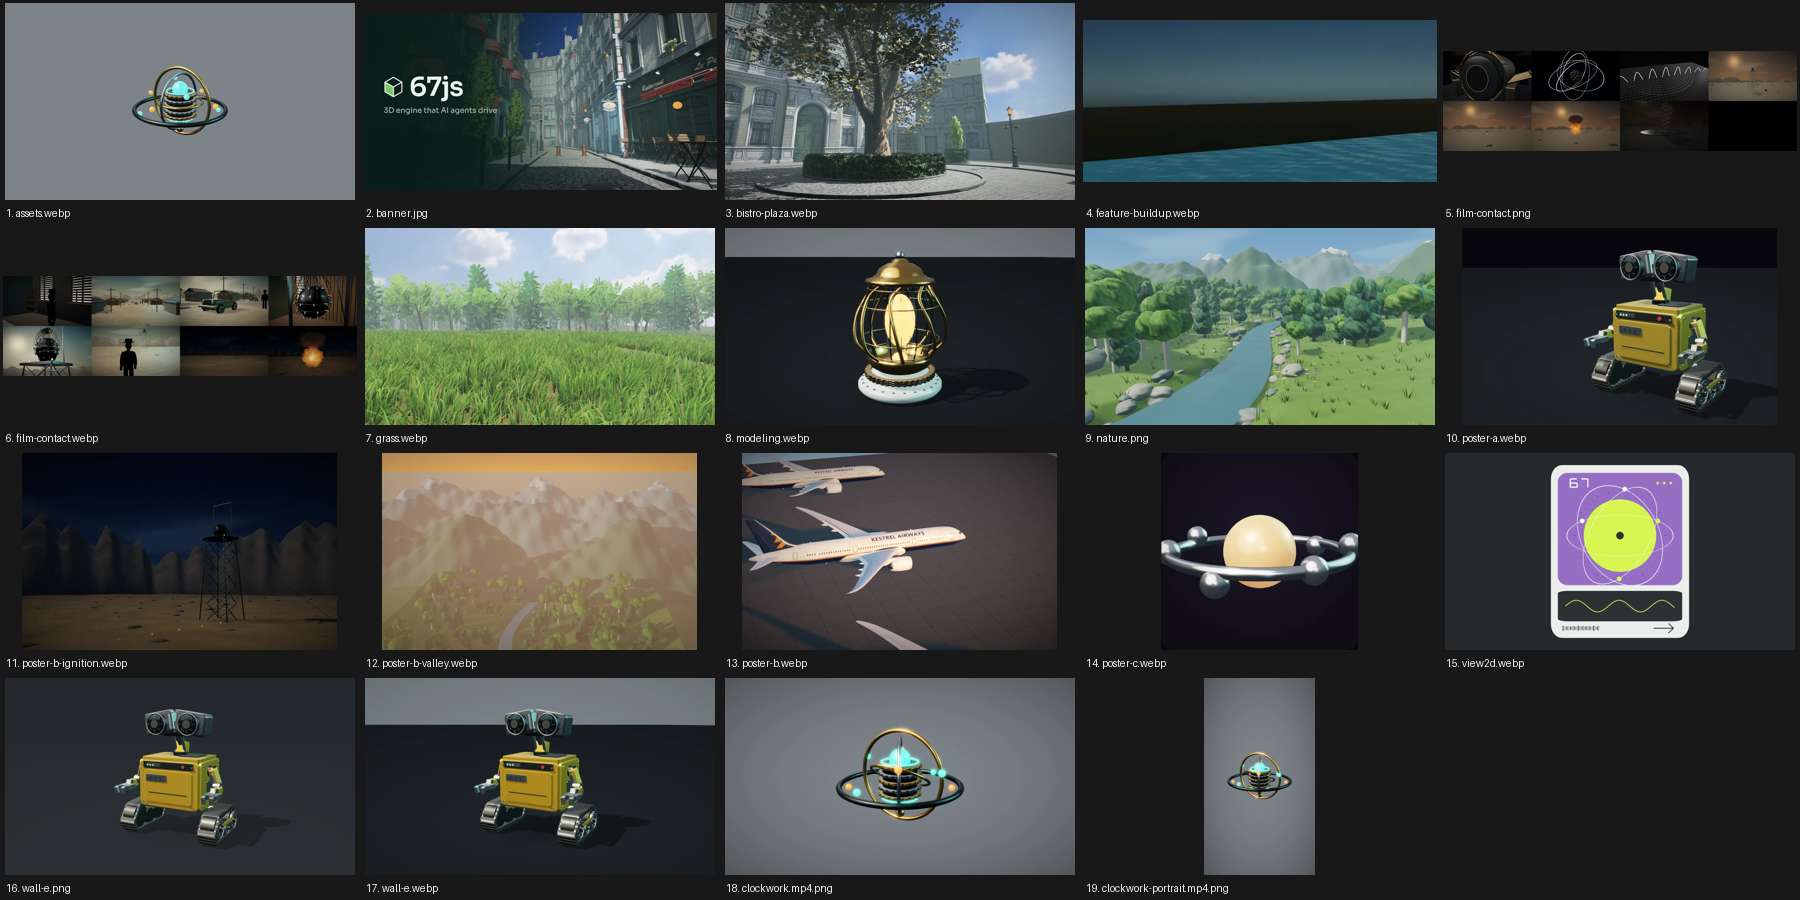 67js
3D engine that AI agents drive
1. assets.webp
2. banner.jpg
3. bistro-plaza.webp
4. feature-buildup.webp
5. film-contact.png
6. film-contact.webp
7. grass.webp
8. modeling.webp
9. nature.png
10. poster-a.webp
KESTREL AIRWAYS
KESTREL AIRWAYS
67
11. poster-b-ignition.webp
12. poster-b-valley.webp
13. poster-b.webp
14. poster-c.webp
15. view2d.webp
16. wall-e.png
17. wall-e.webp
18. clockwork.mp4.png
19. clockwork-portrait.mp4.png